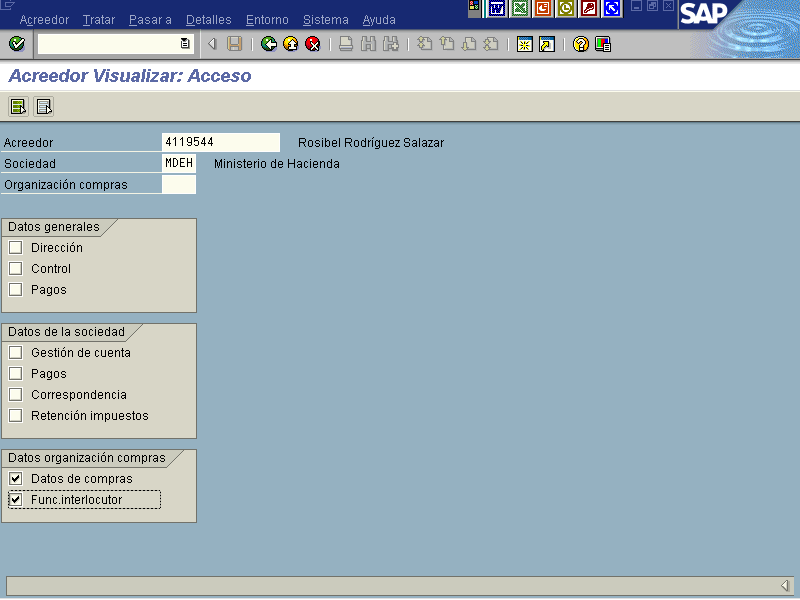 Acreedor Tratar Pasar a Detalles Entorno Sistema Ayuda
SAP
Acreedor Visualizar: Acceso
Acreedor 4119544 Rosibel Rodríguez Salazar
Sociedad MDEH Ministerio de Hacienda
Organización compras
Datos generales
Dirección
Control
Pagos
Datos de la sociedad
Gestión de cuenta
Pagos
Correspondencia
Retención impuestos
Datos organización compras
Datos de compras
Func.interlocutor